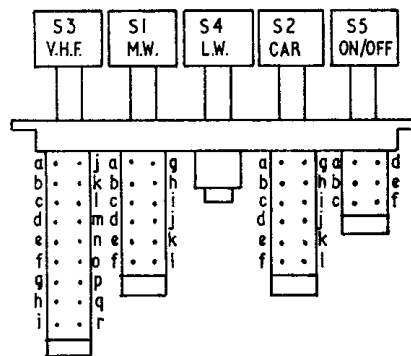 S3 S1 S4 S2 S5
V.H.F. M.W. L.W. CAR ON/OFF
a j a g a g a d
b k b h b h b e
c l c i c i c f
d m d j d j
e n e k e k
f o f l f l
g p
h q
i r